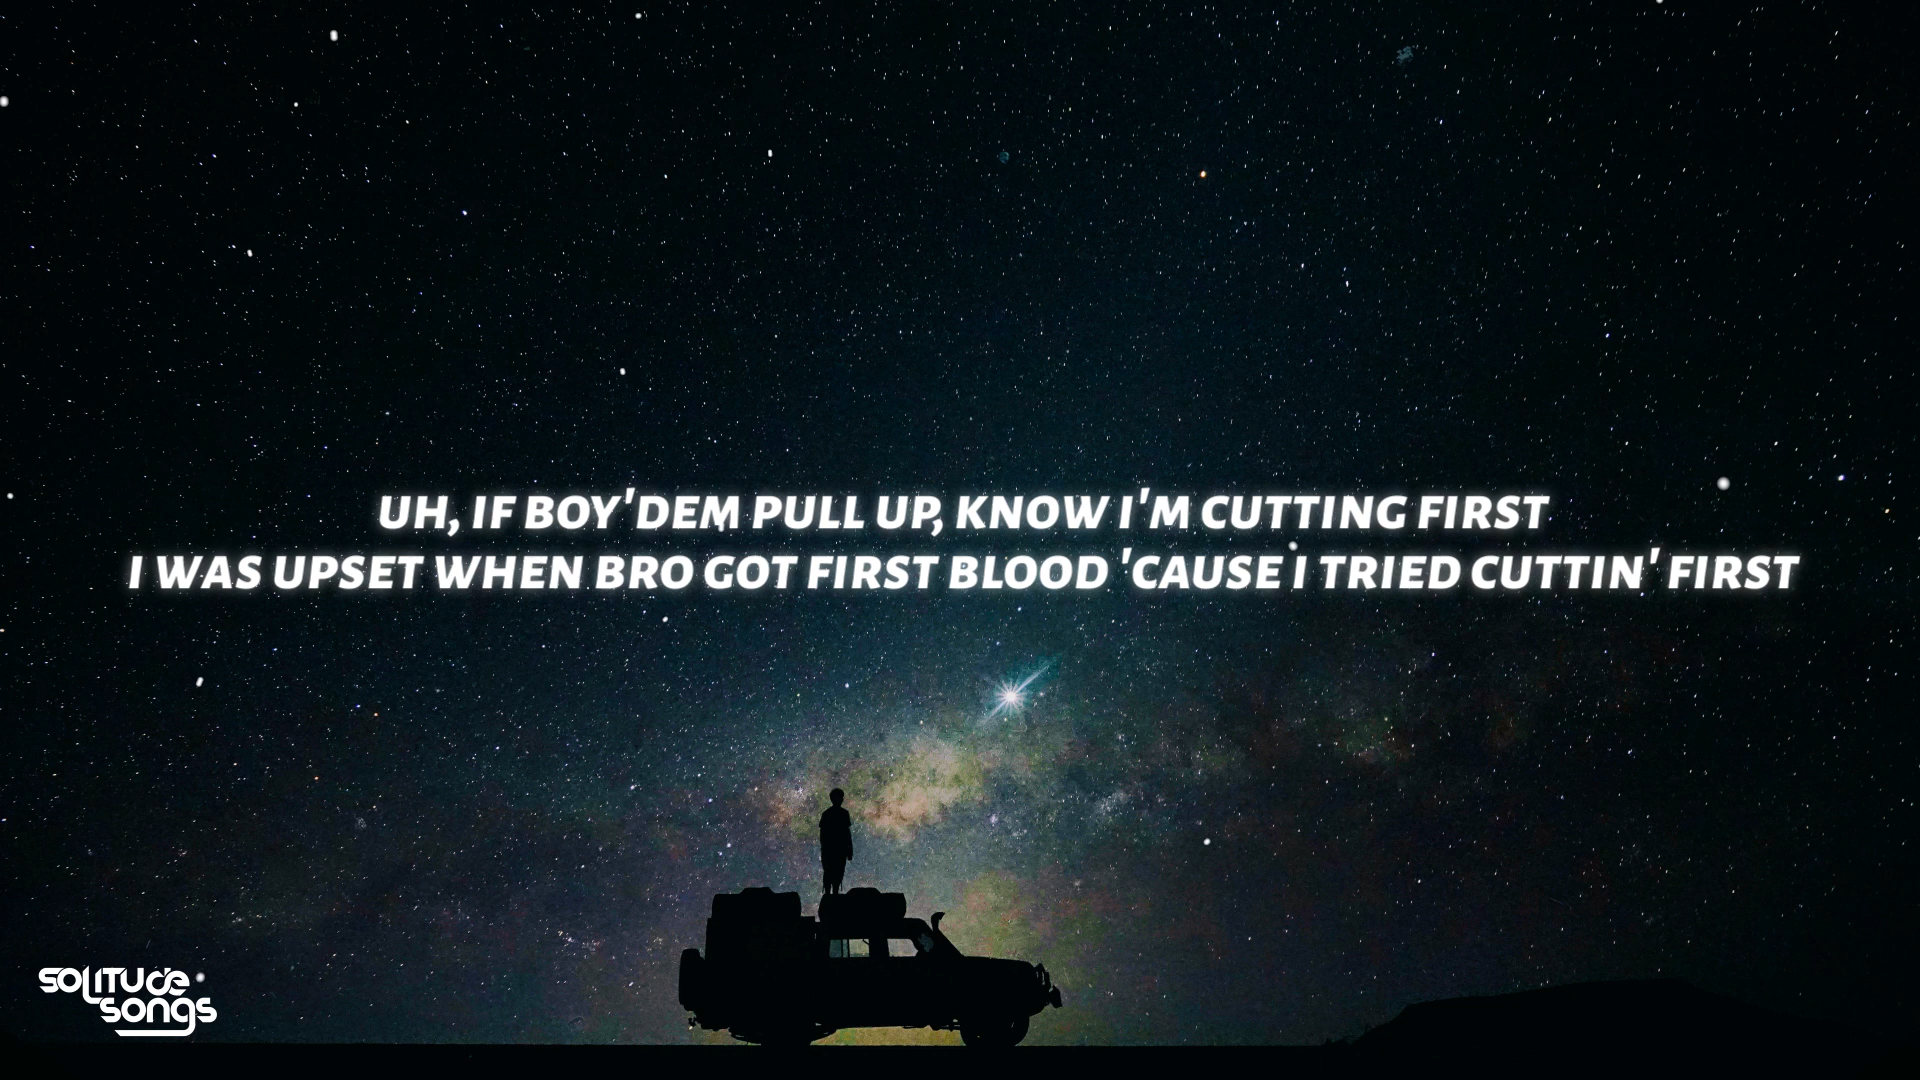 UH, IF BOY'DEM PULL UP, KNOW I'M CUTTING FIRST
I WAS UPSET WHEN BRO GOT FIRST BLOOD 'CAUSE I TRIED CUTTIN' FIRST
SOLITUDE
SONGS